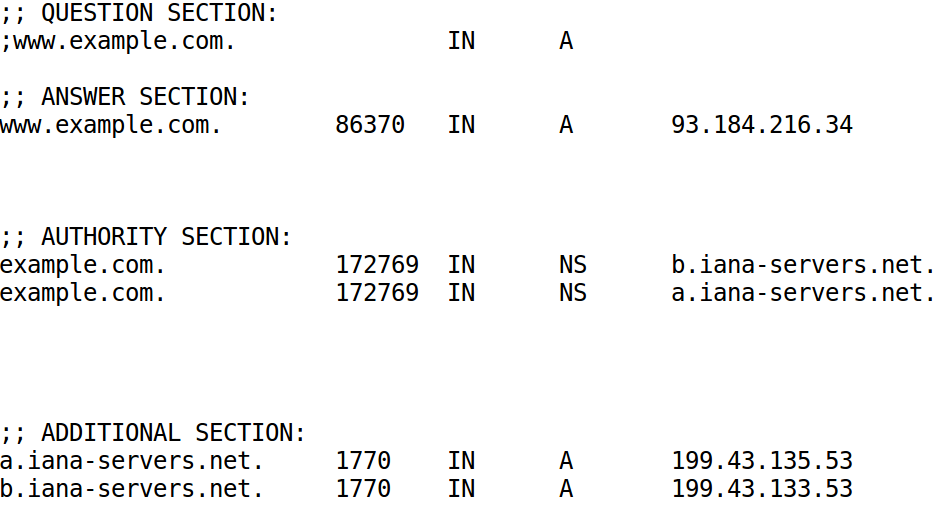 ;; QUESTION SECTION:
;www.example.com. IN A
;; ANSWER SECTION:
www.example.com. 86370 IN A 93.184.216.34
;; AUTHORITY SECTION:
example.com. 172769 IN NS b.iana-servers.net.
example.com. 172769 IN NS a.iana-servers.net.
;; ADDITIONAL SECTION:
a.iana-servers.net. 1770 IN A 199.43.135.53
b.iana-servers.net. 1770 IN A 199.43.133.53